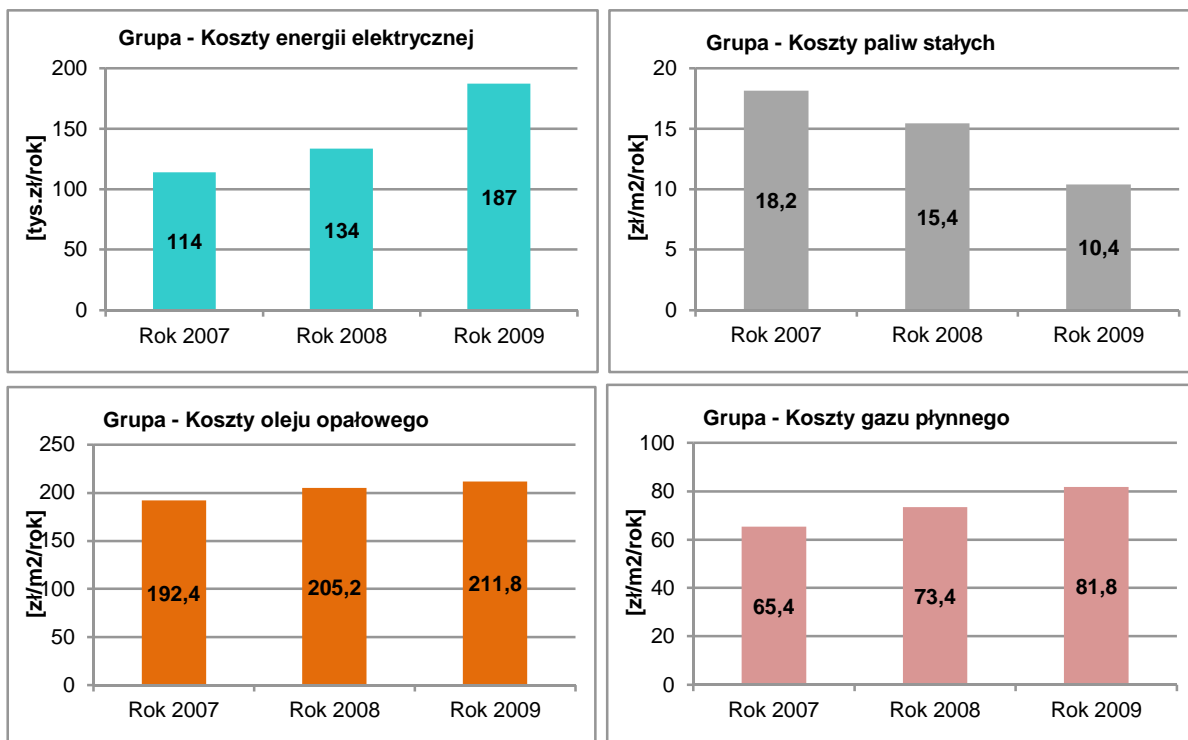 Grupa - Koszty energii elektrycznej
[tys.zł/rok]
200
150
100
50
0
114
134
187
Rok 2007 Rok 2008 Rok 2009
Grupa - Koszty paliw stałych
[zł/m2/rok]
20
15
10
5
0
18,2
15,4
10,4
Rok 2007 Rok 2008 Rok 2009
Grupa - Koszty oleju opałowego
[zł/m2/rok]
250
200
150
100
50
0
192,4
205,2
211,8
Rok 2007 Rok 2008 Rok 2009
Grupa - Koszty gazu płynnego
[zł/m2/rok]
100
80
60
40
20
0
65,4
73,4
81,8
Rok 2007 Rok 2008 Rok 2009